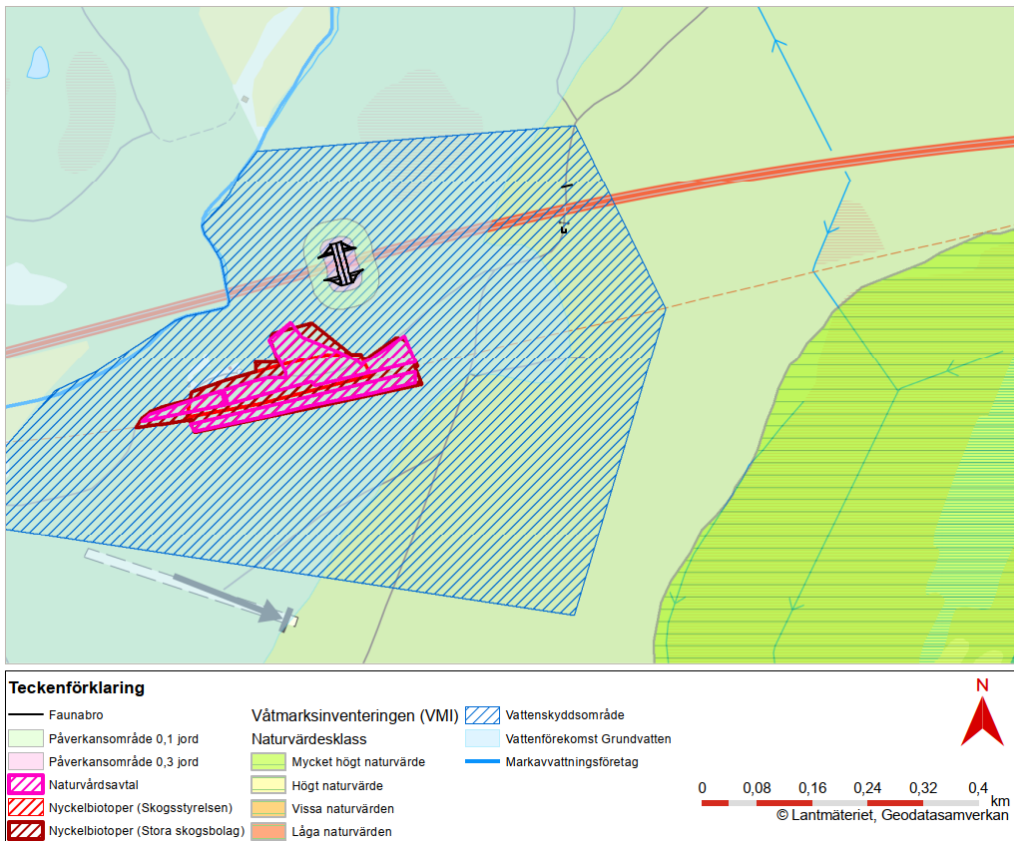 Teckenförklaring
Faunabro
Påverkansområde 0,1 jord
Påverkansområde 0,3 jord
Naturvårdsavtal
Nyckelbiotoper (Skogsstyrelsen)
Nyckelbiotoper (Stora skogsbolag)
Våtmarksinventeringen (VMI)
Naturvärdesklass
Mycket högt naturvärde
Högt naturvärde
Vissa naturvärden
Låga naturvärden
Vattenskyddsområde
Vattenförekomst Grundvatten
Markavvattningsföretag
N
0 0,08 0,16 0,24 0,32 0,4
km
© Lantmäteriet, Geodatasamverkan